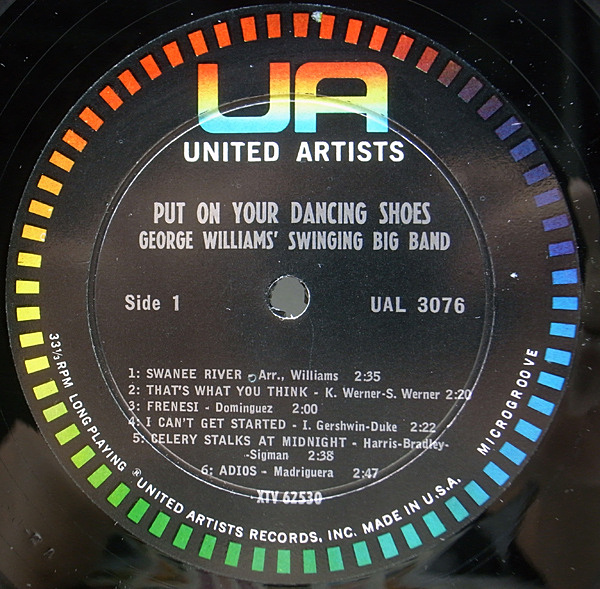 UA
UNITED ARTISTS
PUT ON YOUR DANCING SHOES
GEORGE WILLIAMS' SWINGING BIG BAND
Side 1
UAL 3076
1: SWANEE RIVER - Arr., Williams 2:35
2: THAT'S WHAT YOU THINK - K. Werner-S. Werner 2:20
3: FRENESI - Dominguez 2:00
4: I CAN'T GET STARTED - I. Gershwin-Duke 2:22
5: CELERY STALKS AT MIDNIGHT - Harris-Bradley-
-Sigman 2:38
6: ADIOS - Madriguera 2:47
XTV 62530
33⅓ RPM LONG PLAYING ® UNITED ARTISTS RECORDS, INC. MADE IN U.S.A. MICROGROOVE